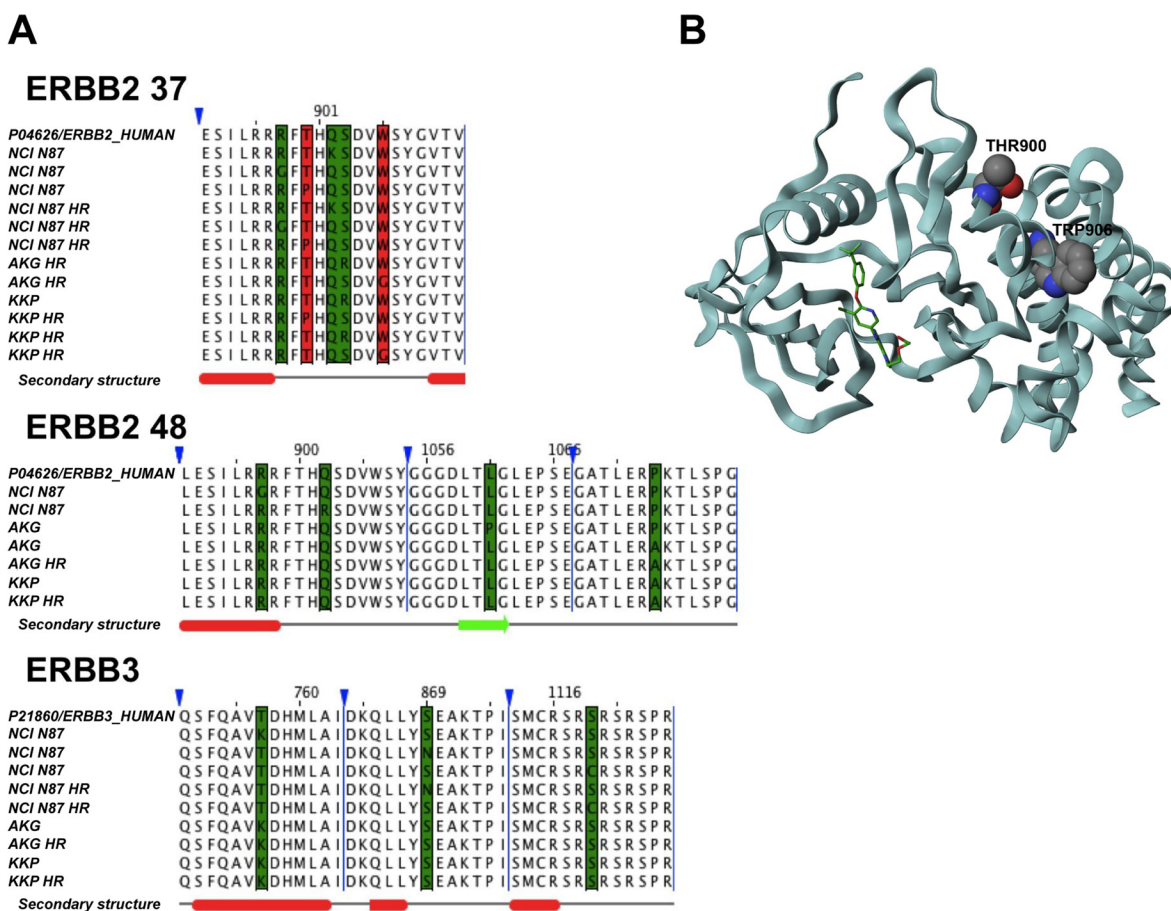 A
B
ERBB2 37
901
P04626/ERBB2_HUMAN ESILRRRFTHQSDVWSYGVTV
NCI N87 ESILRRRFTHKSDVWSYGVTV
NCI N87 ESILRRGFTHQSDVWSYGVTV
NCI N87 ESILRRRFPHQSDVWSYGVTV
NCI N87 HR ESILRRRFTHKSDVWSYGVTV
NCI N87 HR ESILRRGFTHQSDVWSYGVTV
NCI N87 HR ESILRRRFPHQSDVWSYGVTV
AKG HR ESILRRRFTHQRDVWSYGVTV
AKG HR ESILRRRFTHQSDVGSYGVTV
KKP ESILRRRFTHQRDVWSYGVTV
KKP HR ESILRRRFPHQSDVWSYGVTV
KKP HR ESILRRRFTHQRDVWSYGVTV
KKP HR ESILRRRFTHQSDVGSYGVTV
Secondary structure
THR900
TRP906
ERBB2 48
900 1056 1066
P04626/ERBB2_HUMAN LESILRRRFTHQSDVWSYGGGDLTLGLEPSEGATLERPKTLSPG
NCI N87 LESILRGRFTHQSDVWSYGGGDLTLGLEPSEGATLERPKTLSPG
NCI N87 LESILRRRFTHRSDVWSYGGGDLTLGLEPSEGATLERPKTLSPG
AKG LESILRRRFTHQSDVWSYGGGDLTPGLEPSEGATLERPKTLSPG
AKG LESILRRRFTHQSDVWSYGGGDLTLGLEPSEGATLERAKTLSPG
AKG HR LESILRRRFTHQSDVWSYGGGDLTLGLEPSEGATLERAKTLSPG
KKP LESILRRRFTHQSDVWSYGGGDLTLGLEPSEGATLERAKTLSPG
KKP HR LESILRRRFTHQSDVWSYGGGDLTLGLEPSEGATLERAKTLSPG
Secondary structure
ERBB3
760 869 1116
P21860/ERBB3_HUMAN QSFQAVTDHMLAIDKQLLYSEAKTPISMCRSRSRSRSPR
NCI N87 QSFQAVKDHMLAIDKQLLYSEAKTPISMCRSRSRSRSPR
NCI N87 QSFQAVTDHMLAIDKQLLYNEAKTPISMCRSRSRSRSPR
NCI N87 QSFQAVTDHMLAIDKQLLYSEAKTPISMCRSRCRSRSPR
NCI N87 HR QSFQAVTDHMLAIDKQLLYNEAKTPISMCRSRSRSRSPR
NCI N87 HR QSFQAVTDHMLAIDKQLLYSEAKTPISMCRSRCRSRSPR
AKG QSFQAVKDHMLAIDKQLLYSEAKTPISMCRSRSRSRSPR
AKG HR QSFQAVKDHMLAIDKQLLYSEAKTPISMCRSRSRSRSPR
KKP QSFQAVKDHMLAIDKQLLYSEAKTPISMCRSRSRSRSPR
KKP HR QSFQAVKDHMLAIDKQLLYSEAKTPISMCRSRSRSRSPR
Secondary structure